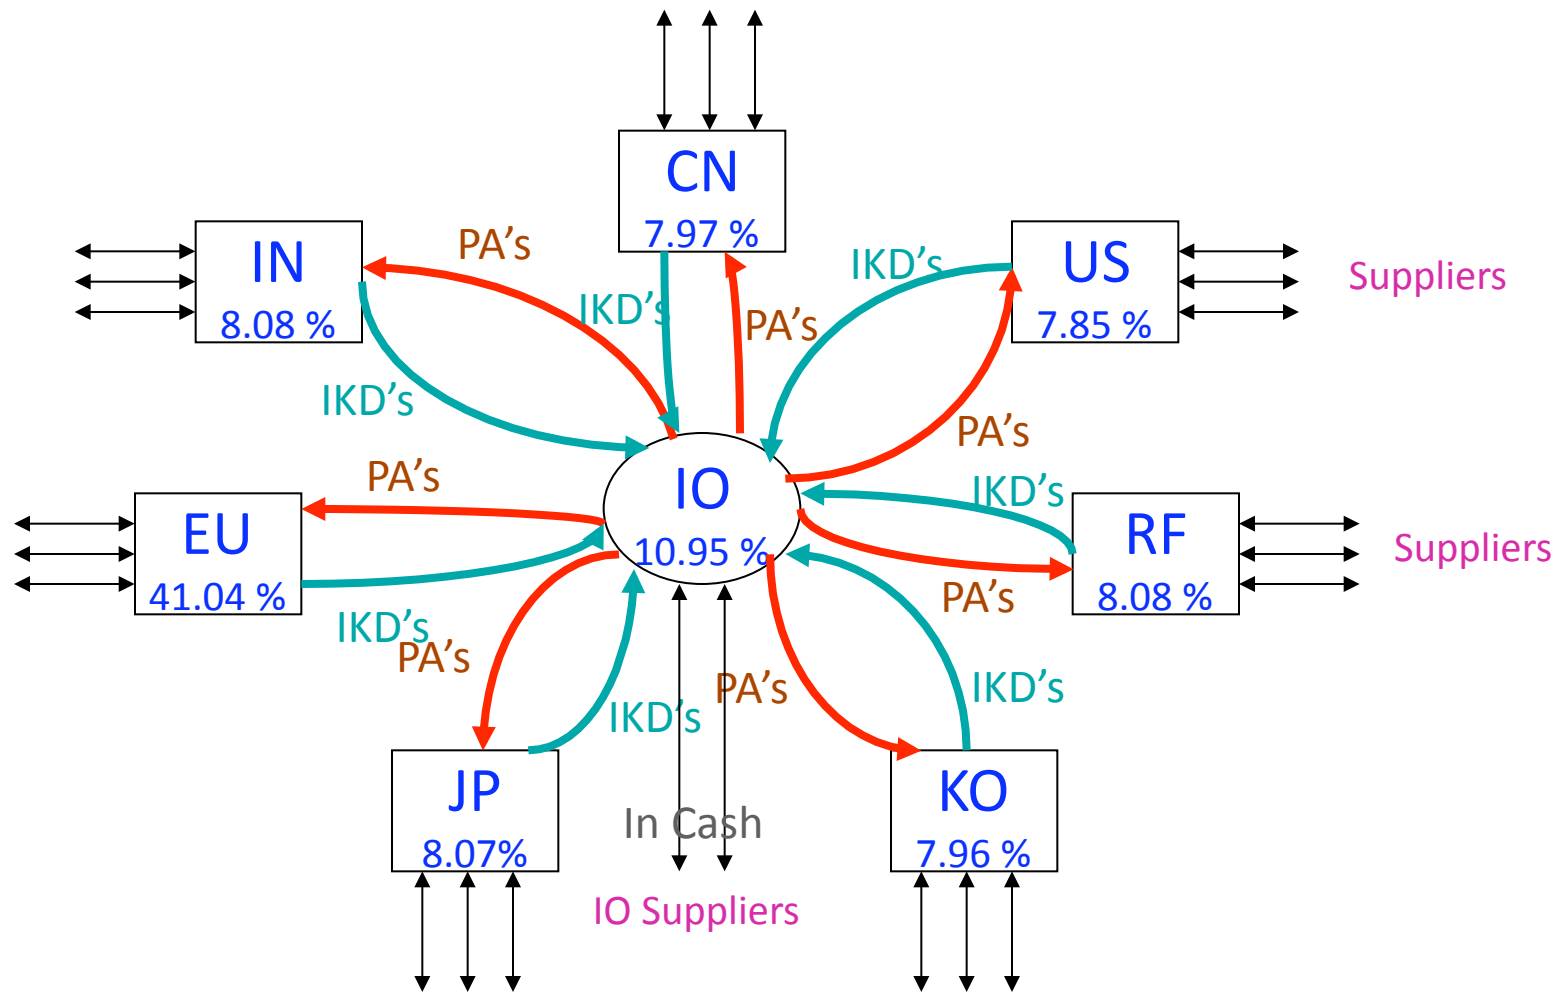 CN
7.97 %
IN
8.08 %
PA’s
IKD’s
PA’s
IKD’s
US
7.85 %
Suppliers
IKD’s
PA’s
PA’s
IO
10.95 %
IKD’s
EU
41.04 %
RF
8.08 %
Suppliers
IKD’s
PA’s
PA’s
IKD’s
PA’s
IKD’s
JP
8.07%
In Cash
KO
7.96 %
IO Suppliers